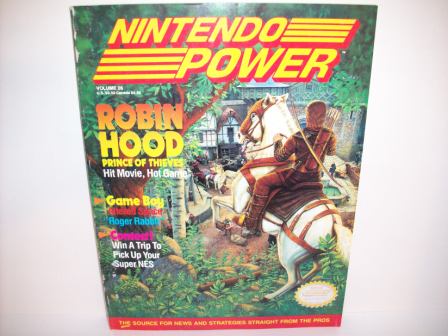 NINTENDO
POWER
VOLUME 26
ROBIN
HOOD
PRINCE OF THIEVES
Hit Movie, Hot Game
Game Boy
Roger Rabbit
Contest!
Win A Trip To
Pick Up Your
Super NES
THE SOURCE FOR NEWS AND STRATEGIES STRAIGHT FROM THE PROS